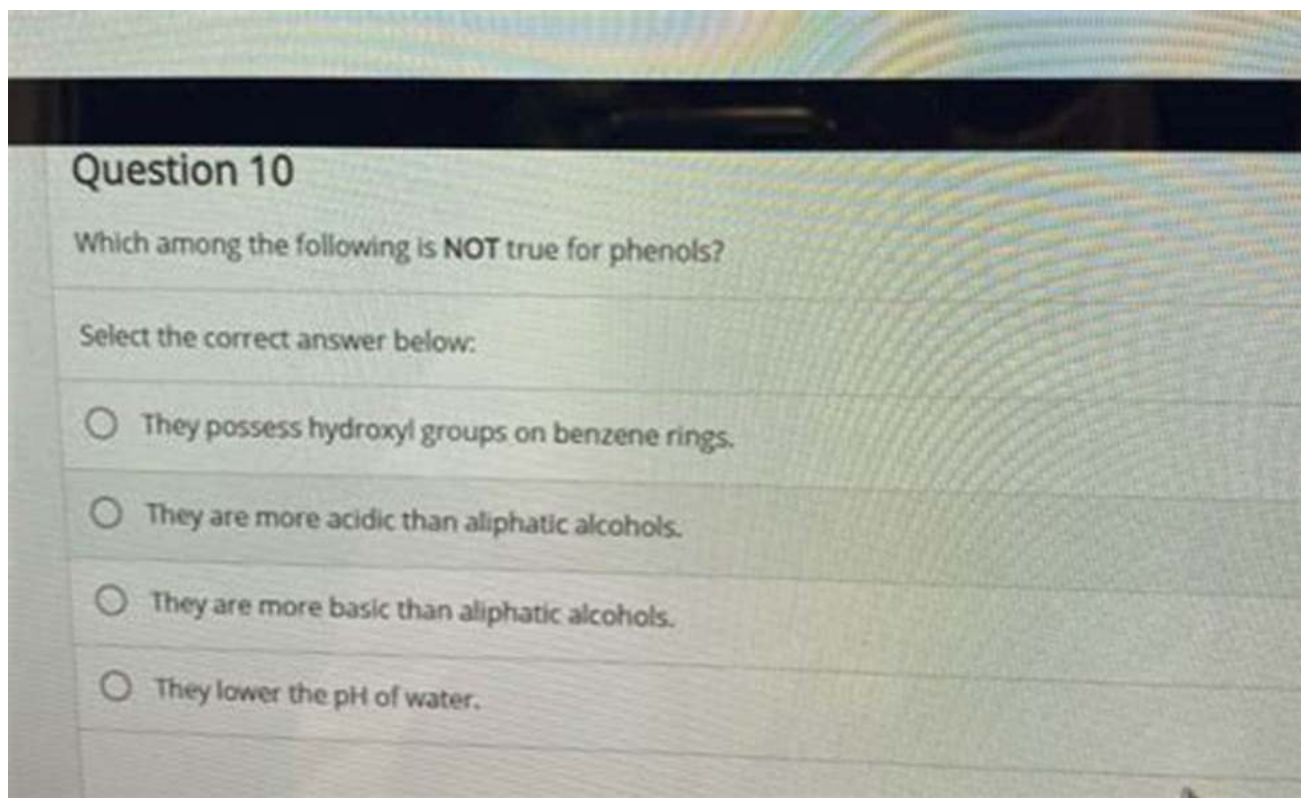 Question 10
Which among the following is NOT true for phenols?
Select the correct answer below:
They possess hydroxyl groups on benzene rings.
They are more acidic than aliphatic alcohols.
They are more basic than aliphatic alcohols.
They lower the pH of water.